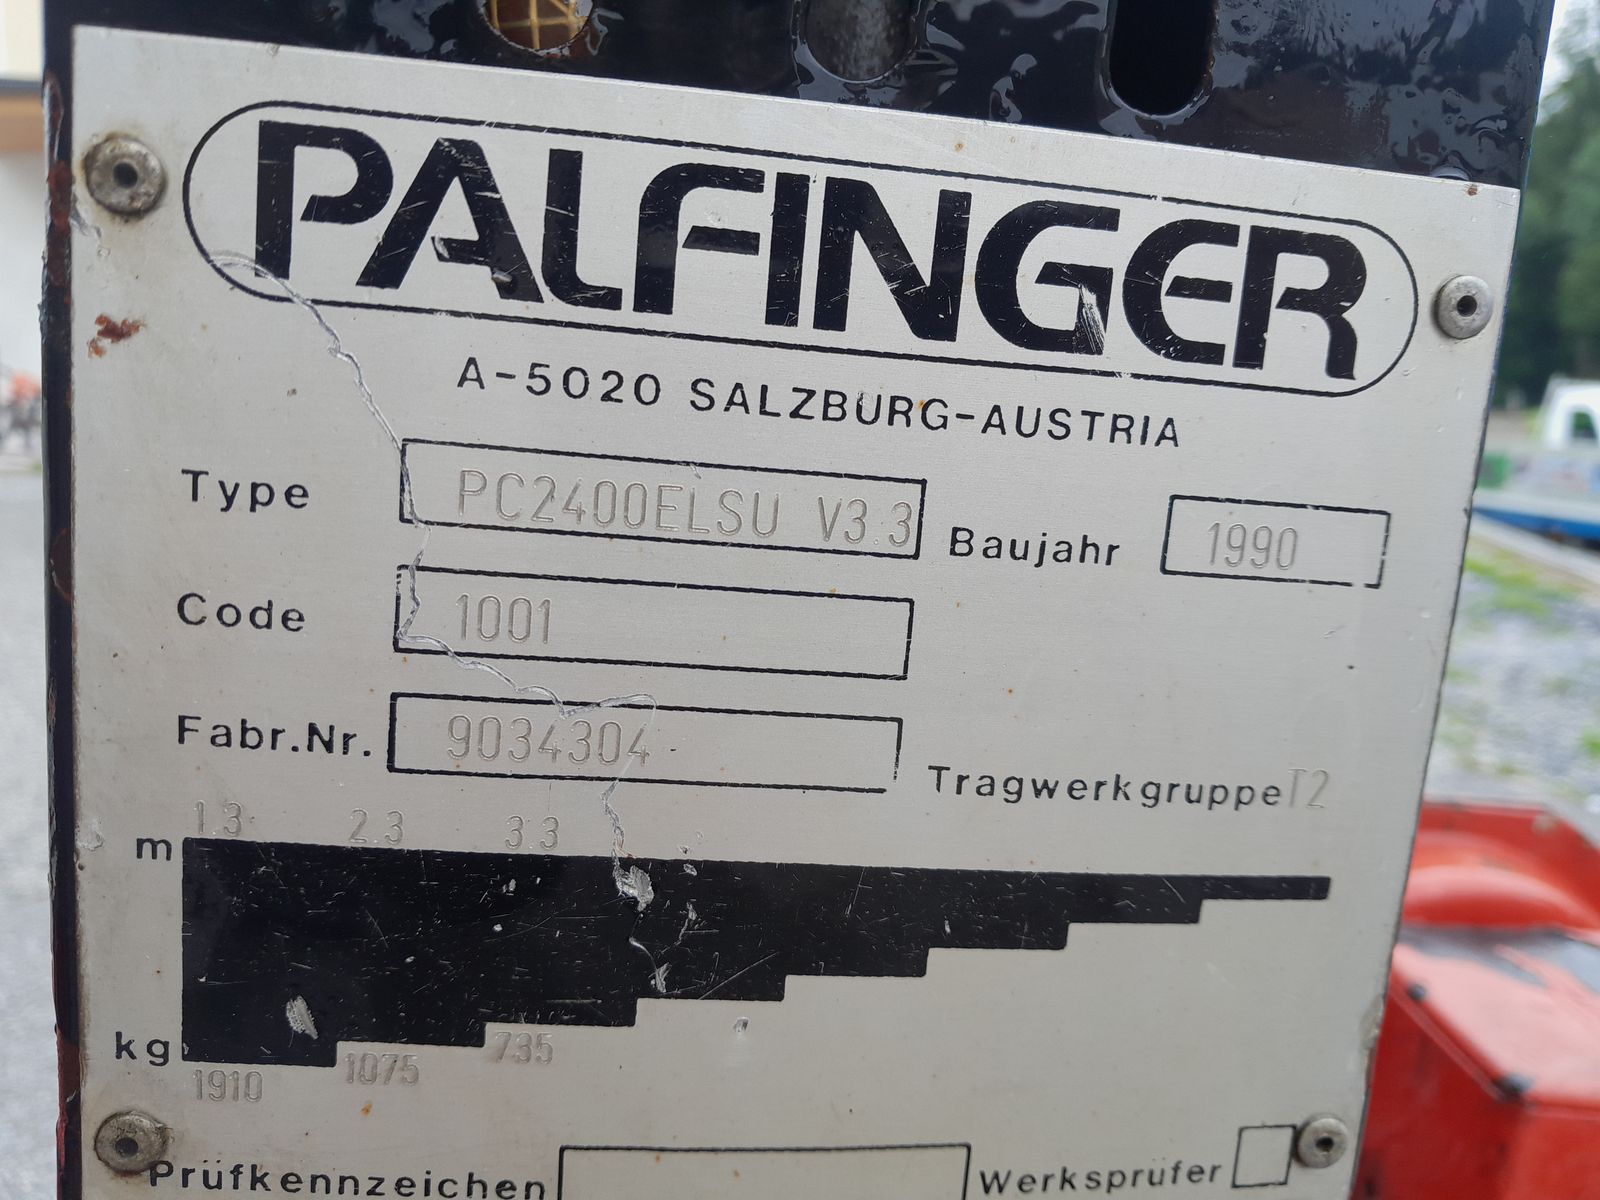 PALFINGER
A-5020 SALZBURG-AUSTRIA
Type PC2400ELSU V3.3 Baujahr 1990
Code 1001
Fabr.Nr. 9034304 Tragwerkgruppe T2
1.3 2.3 3.3
m
kg
1910 1075 735
Prüfkennzeichen Werksprüfer